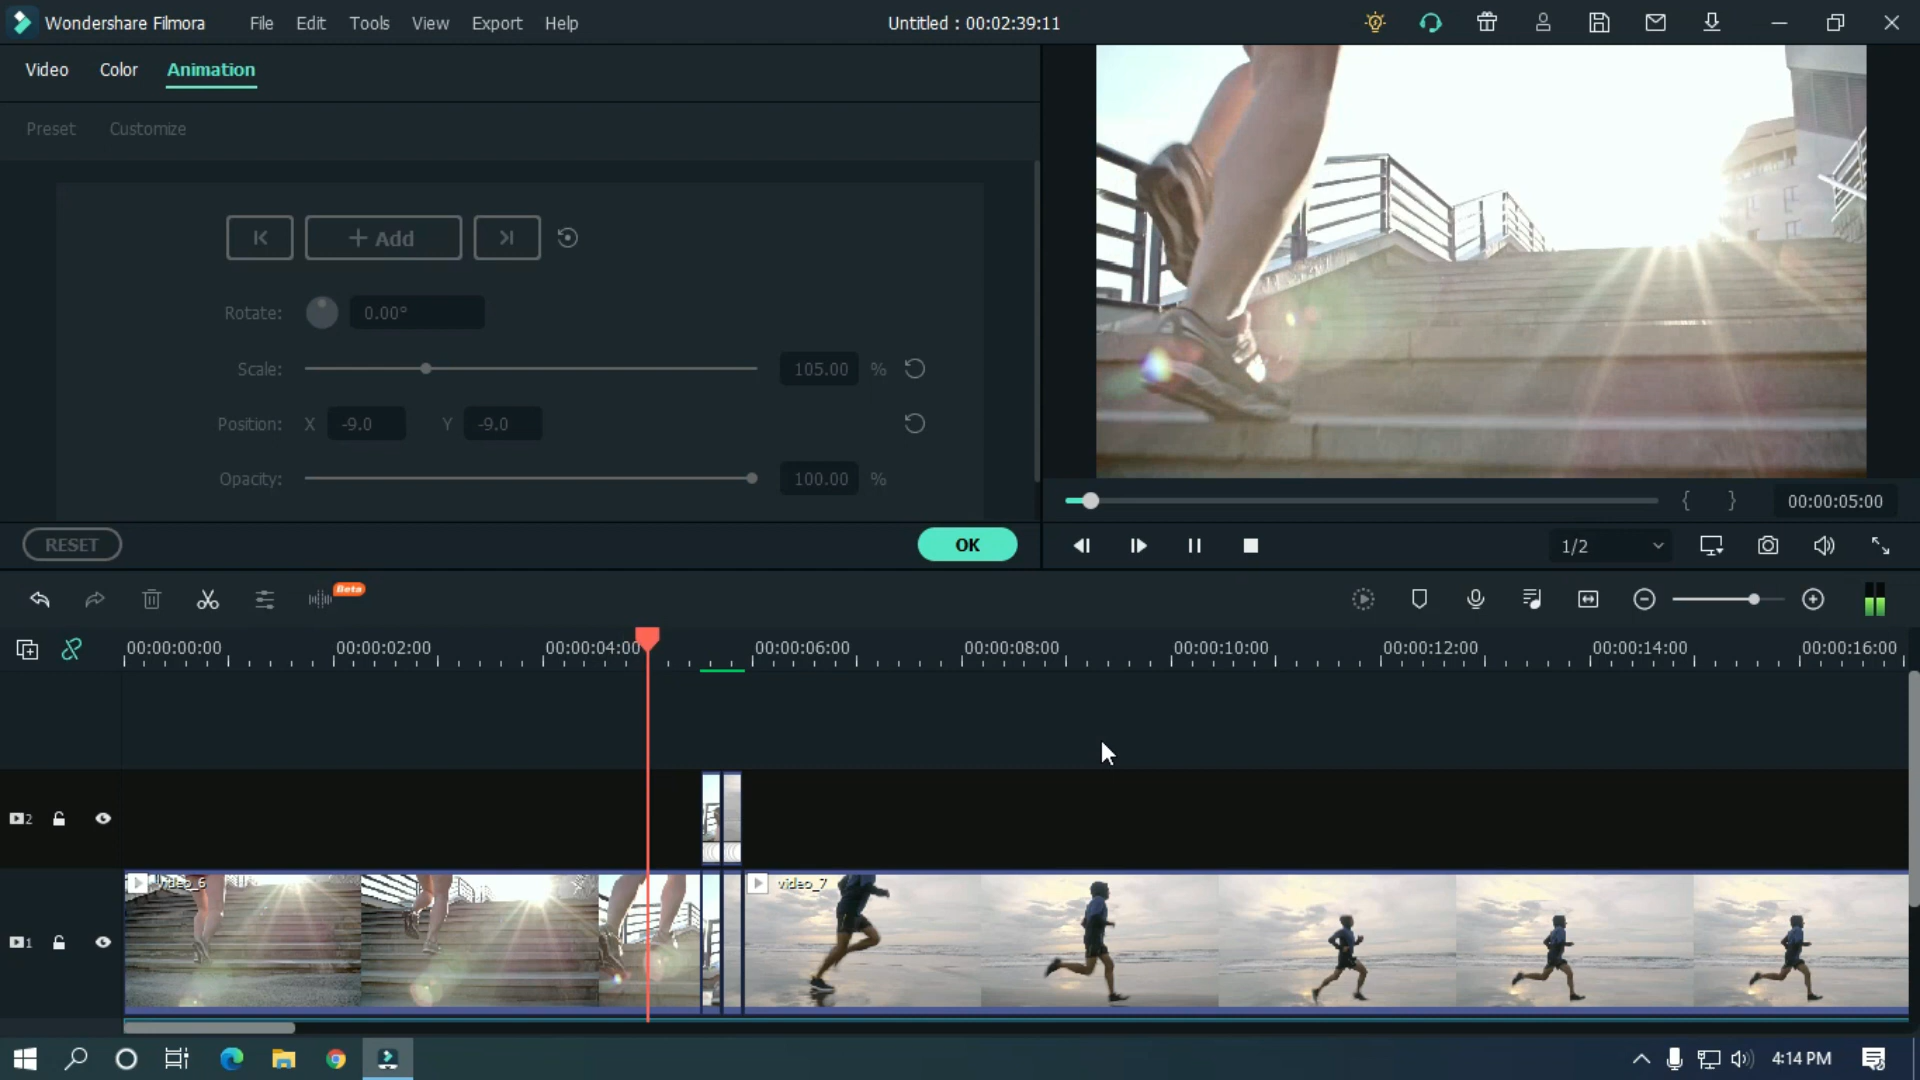 Wondershare Filmora File Edit Tools View Export Help Untitled : 00:02:39:11
Video Color Animation
Preset Customize
+ Add
Rotate: 0.00°
Scale: 105.00 %
Position: X -9.0 Y -9.0
Opacity: 100.00 %
{ } 00:00:05:00
RESET OK
1/2
Beta
00:00:00:00 00:00:02:00 00:00:04:00 00:00:06:00 00:00:08:00 00:00:10:00 00:00:12:00 00:00:14:00 00:00:16:00
2
video_6 video_7
1
4:14 PM